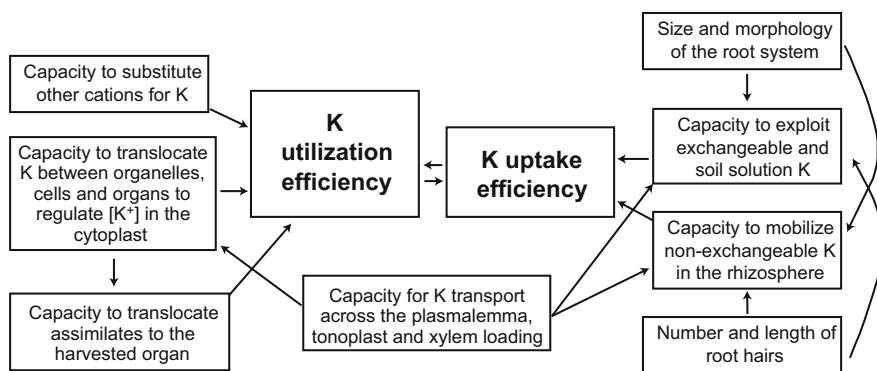 Capacity to substitute
other cations for K
Capacity to translocate
K between organelles,
cells and organs to
regulate [K⁺] in the
cytoplast
Capacity to translocate
assimilates to the
harvested organ
K
utilization
efficiency
K uptake
efficiency
Capacity for K transport
across the plasmalemma,
tonoplast and xylem loading
Size and morphology
of the root system
Capacity to exploit
exchangeable and
soil solution K
Capacity to mobilize
non-exchangeable K
in the rhizosphere
Number and length of
root hairs